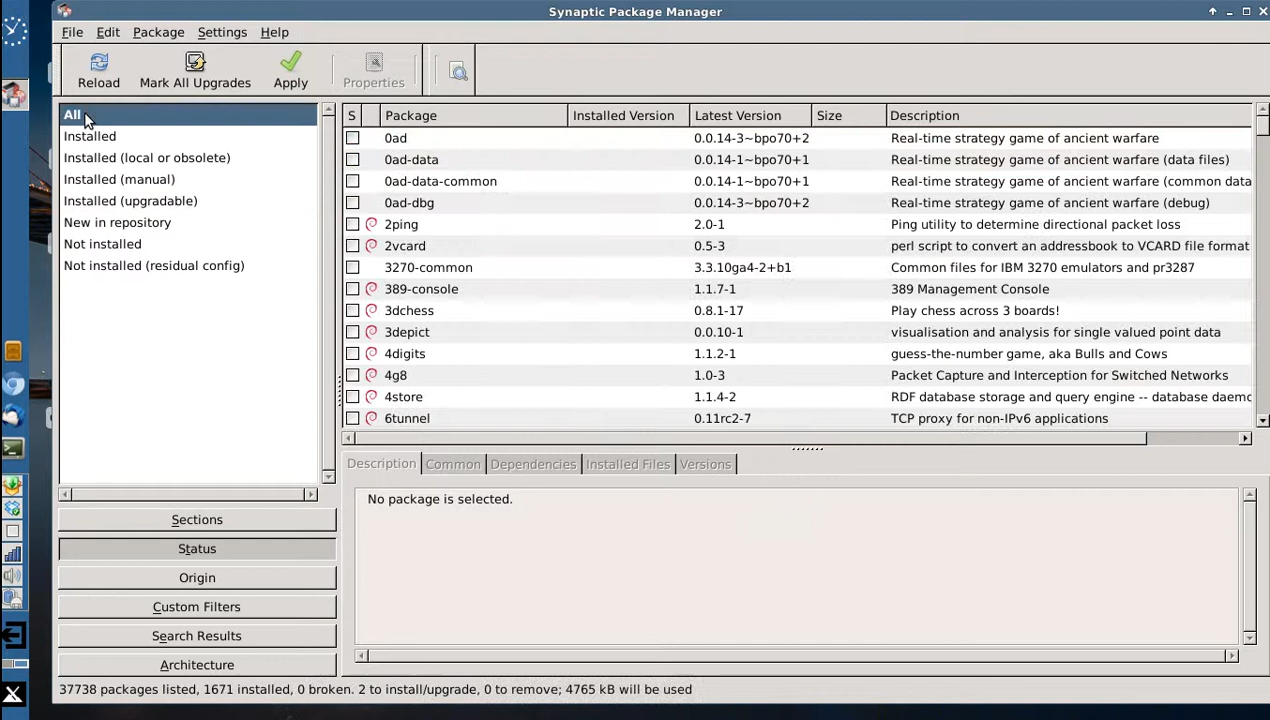 Synaptic Package Manager
File Edit Package Settings Help
Reload Mark All Upgrades Apply Properties
All
Installed
Installed (local or obsolete)
Installed (manual)
Installed (upgradable)
New in repository
Not installed
Not installed (residual config)
Sections
Status
Origin
Custom Filters
Search Results
Architecture
S Package Installed Version Latest Version Size Description
0ad 0.0.14-3~bpo70+2 Real-time strategy game of ancient warfare
0ad-data 0.0.14-1~bpo70+1 Real-time strategy game of ancient warfare (data files)
0ad-data-common 0.0.14-1~bpo70+1 Real-time strategy game of ancient warfare (common data
0ad-dbg 0.0.14-3~bpo70+2 Real-time strategy game of ancient warfare (debug)
2ping 2.0-1 Ping utility to determine directional packet loss
2vcard 0.5-3 perl script to convert an addressbook to VCARD file format
3270-common 3.3.10ga4-2+b1 Common files for IBM 3270 emulators and pr3287
389-console 1.1.7-1 389 Management Console
3dchess 0.8.1-17 Play chess across 3 boards!
3depict 0.0.10-1 visualisation and analysis for single valued point data
4digits 1.1.2-1 guess-the-number game, aka Bulls and Cows
4g8 1.0-3 Packet Capture and Interception for Switched Networks
4store 1.1.4-2 RDF database storage and query engine -- database daemo
6tunnel 0.11rc2-7 TCP proxy for non-IPv6 applications
Description Common Dependencies Installed Files Versions
No package is selected.
37738 packages listed, 1671 installed, 0 broken. 2 to install/upgrade, 0 to remove; 4765 kB will be used